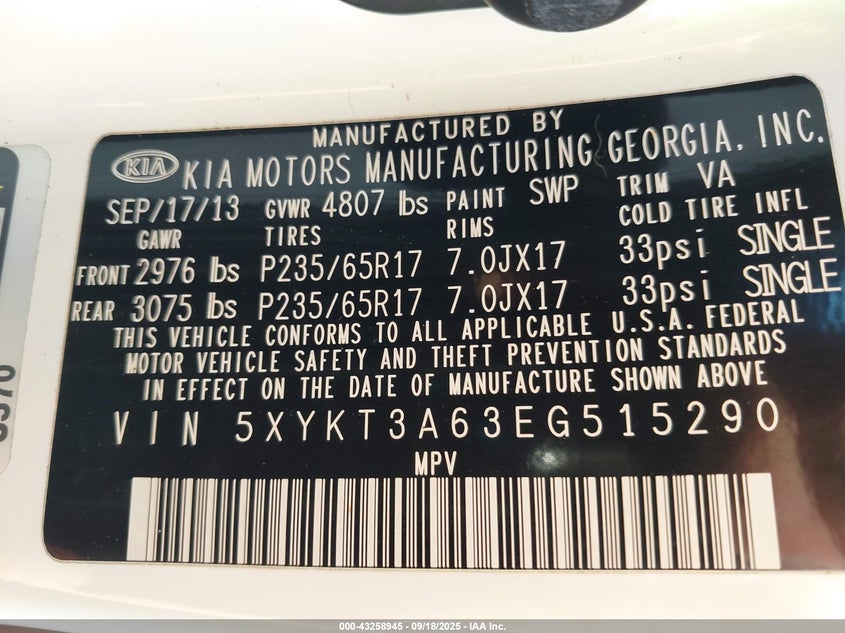 MANUFACTURED BY
KIA KIA MOTORS MANUFACTURING GEORGIA, INC.
SEP/17/13 GVWR 4807 lbs PAINT SWP TRIM VA
GAWR TIRES RIMS COLD TIRE INFL
FRONT 2976 lbs P235/65R17 7.0JX17 33psi SINGLE
REAR 3075 lbs P235/65R17 7.0JX17 33psi SINGLE
THIS VEHICLE CONFORMS TO ALL APPLICABLE U.S.A. FEDERAL
MOTOR VEHICLE SAFETY AND THEFT PREVENTION STANDARDS
IN EFFECT ON THE DATE OF MANUFACTURE SHOWN ABOVE
VIN 5XYKT3A63EG515290
MPV
000-43258945 - 09/18/2025 - IAA Inc.